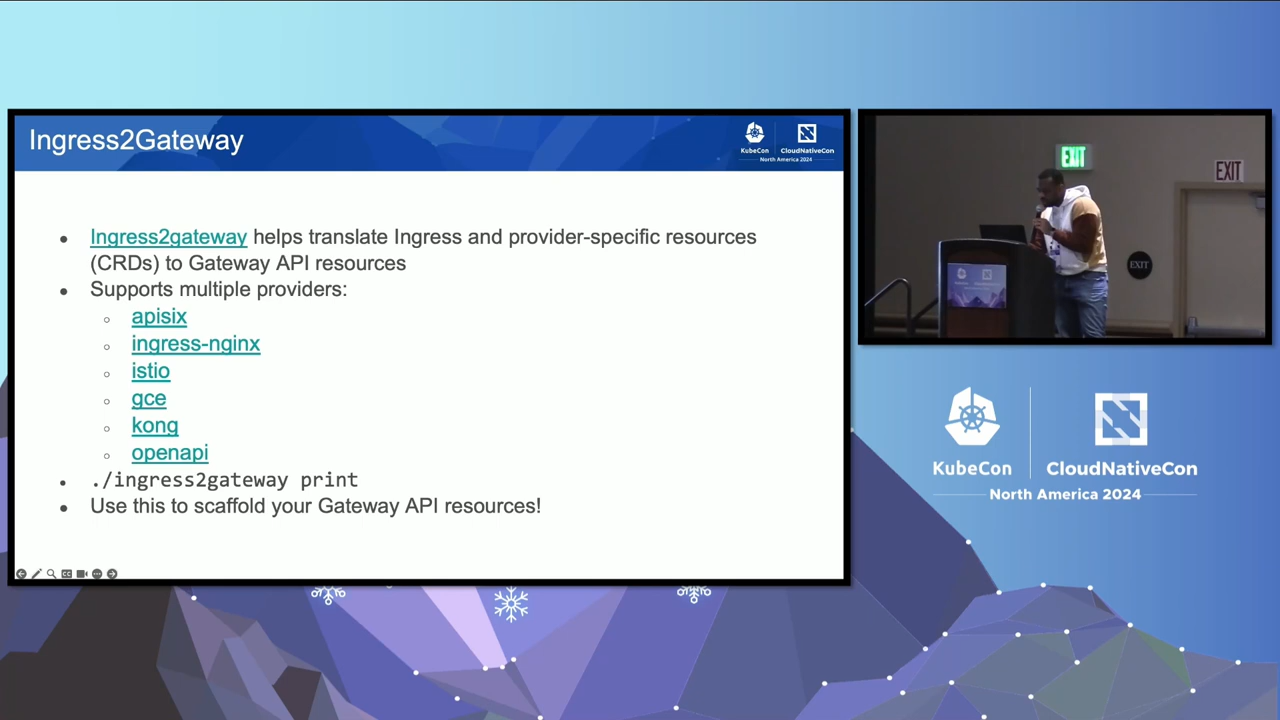 Ingress2Gateway
KubeCon
CloudNativeCon
North America 2024
Ingress2gateway helps translate Ingress and provider-specific resources
(CRDs) to Gateway API resources
Supports multiple providers:
apisix
ingress-nginx
istio
gce
kong
openapi
./ingress2gateway print
Use this to scaffold your Gateway API resources!
EXIT
EXIT
EXIT
KubeCon
CloudNativeCon
North America 2024